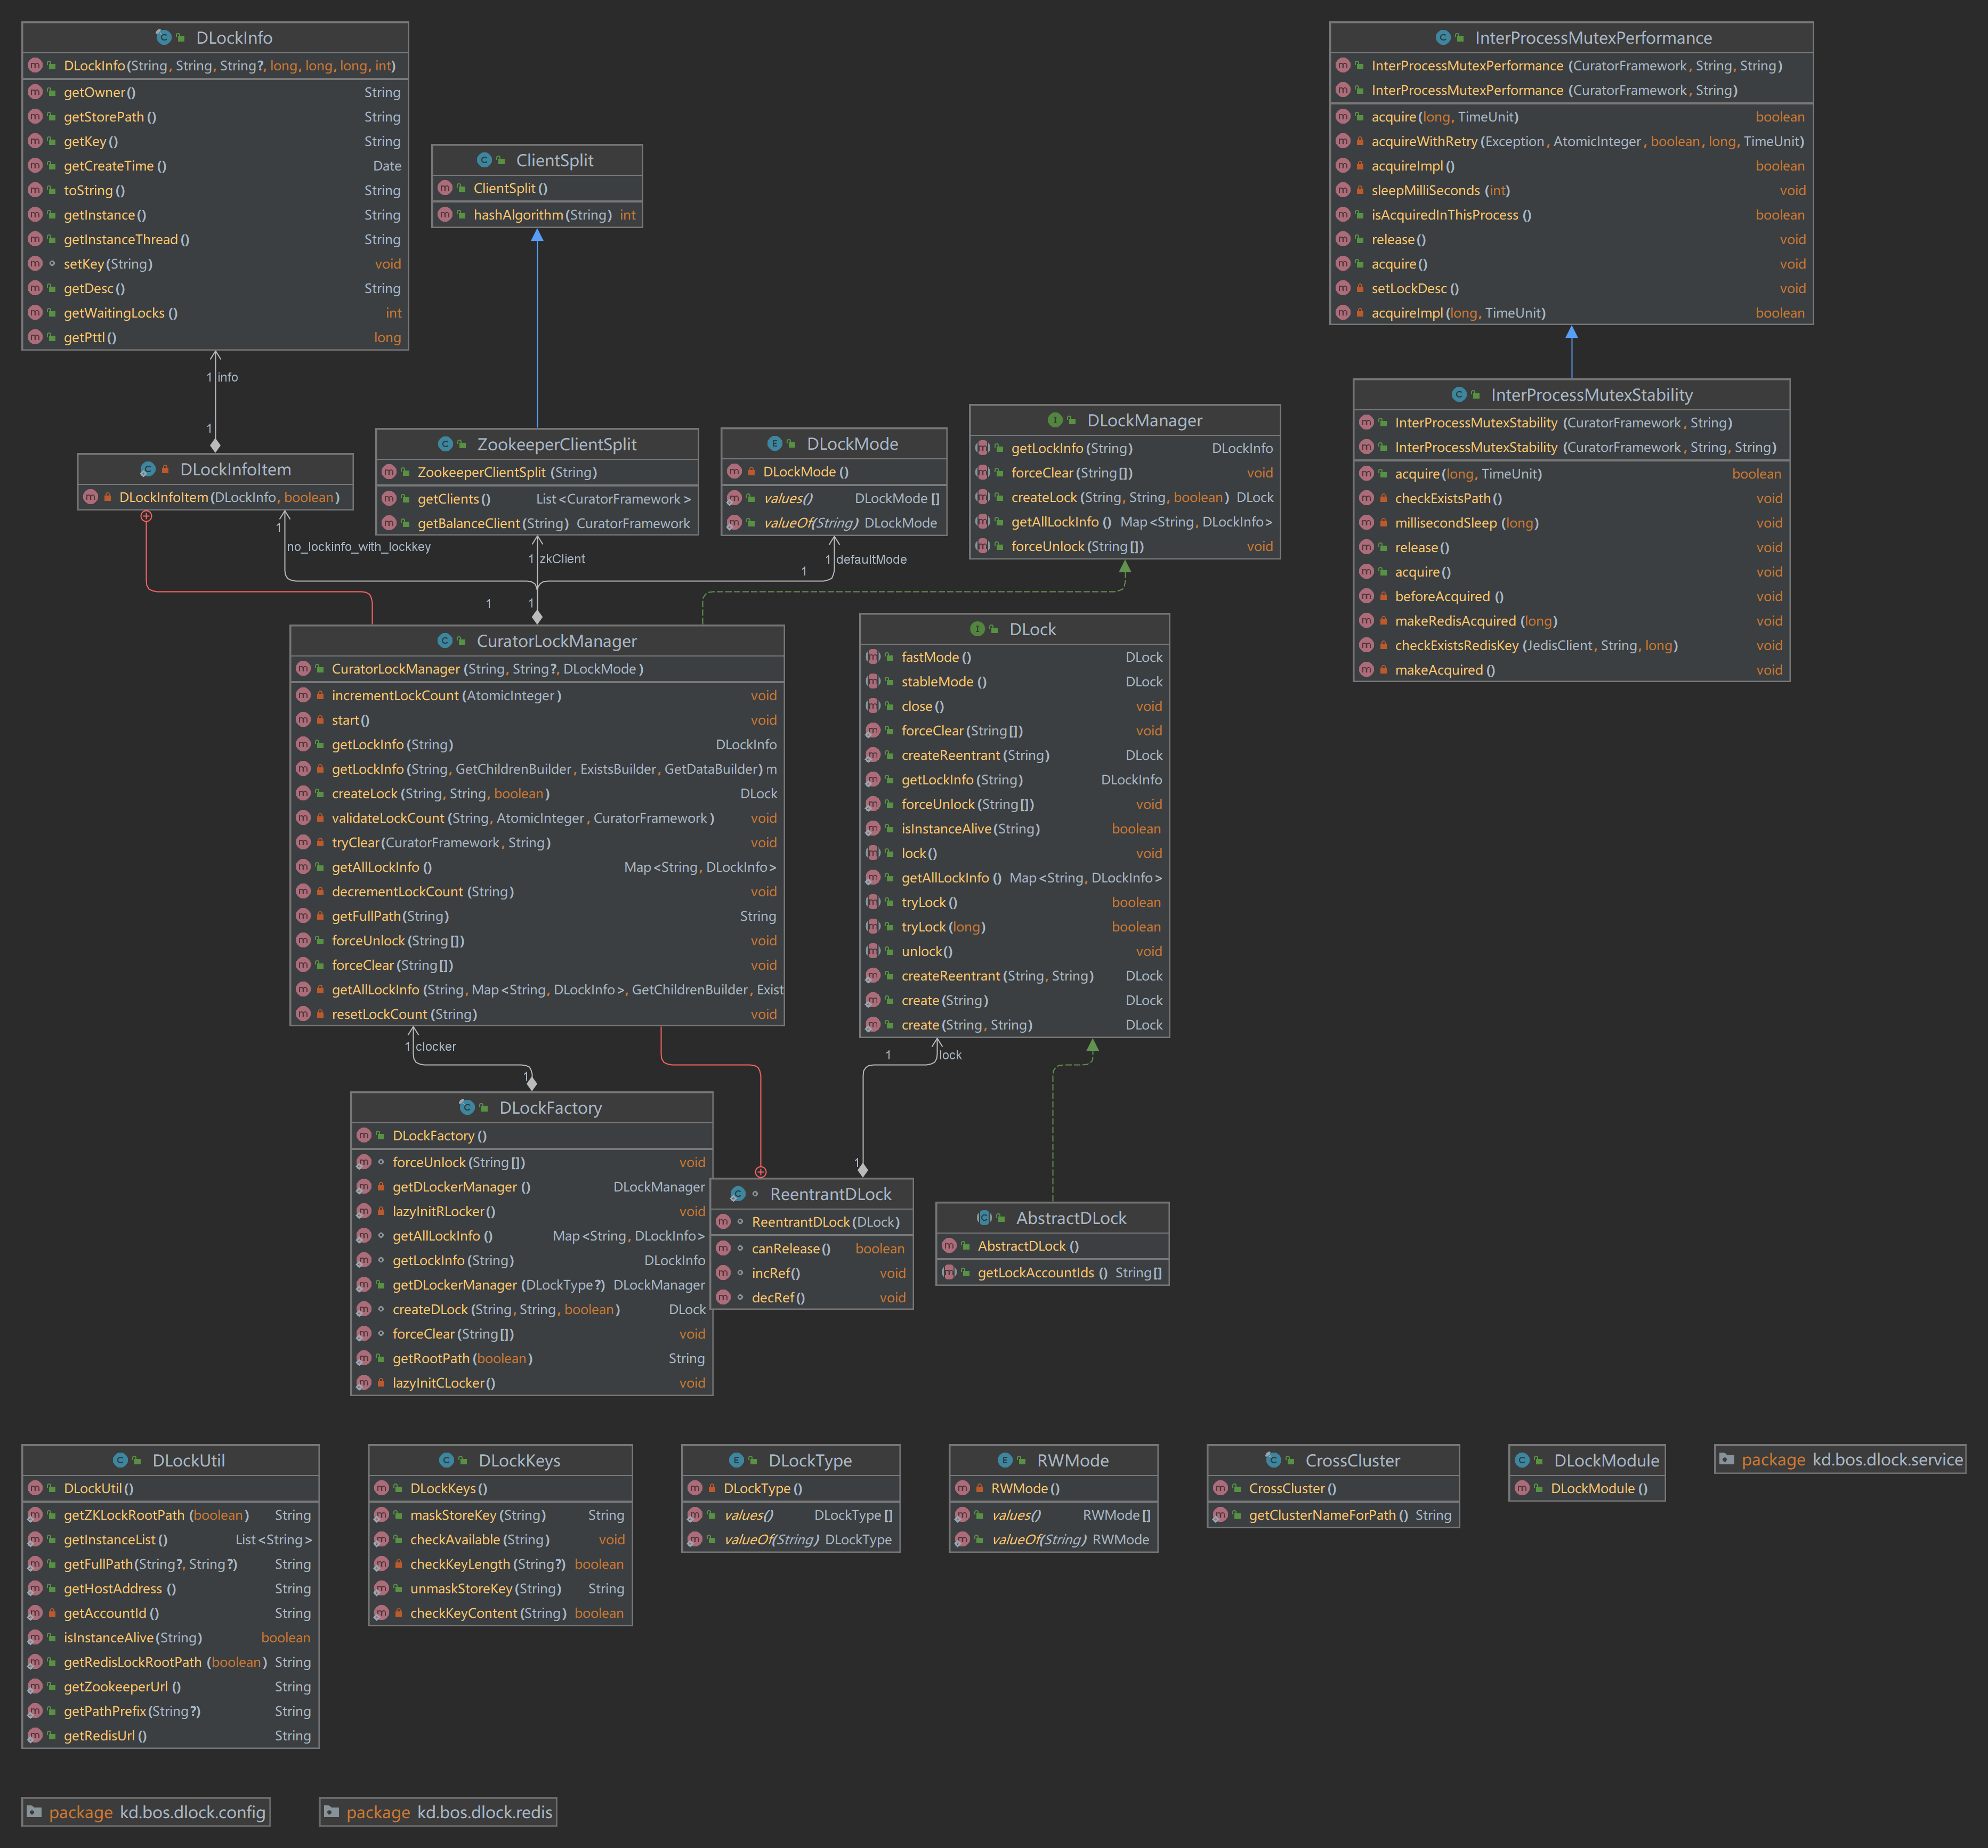 DLockInfo
DLockInfo(String, String, String?, long, long, long, int)
getOwner() String
getStorePath() String
getKey() String
getCreateTime() Date
toString() String
getInstance() String
getInstanceThread() String
setKey(String) void
getDesc() String
getWaitingLocks() int
getPttl() long
ClientSplit
ClientSplit()
hashAlgorithm(String) int
InterProcessMutexPerformance
InterProcessMutexPerformance(CuratorFramework, String, String)
InterProcessMutexPerformance(CuratorFramework, String)
acquire(long, TimeUnit) boolean
acquireWithRetry(Exception, AtomicInteger, boolean, long, TimeUnit)
acquireImpl() boolean
sleepMilliSeconds(int) void
isAcquiredInThisProcess() boolean
release() void
acquire() void
setLockDesc() void
acquireImpl(long, TimeUnit) boolean
1 info
1
DLockInfoItem
DLockInfoItem(DLockInfo, boolean)
ZookeeperClientSplit
ZookeeperClientSplit(String)
getClients() List<CuratorFramework>
getBalanceClient(String) CuratorFramework
DLockMode
DLockMode()
values() DLockMode[]
valueOf(String) DLockMode
DLockManager
getLockInfo(String) DLockInfo
forceClear(String[]) void
createLock(String, String, boolean) DLock
getAllLockInfo() Map<String, DLockInfo>
forceUnlock(String[]) void
InterProcessMutexStability
InterProcessMutexStability(CuratorFramework, String)
InterProcessMutexStability(CuratorFramework, String, String)
acquire(long, TimeUnit) boolean
checkExistsPath() void
millisecondSleep(long) void
release() void
acquire() void
beforeAcquired() void
makeRedisAcquired(long) void
checkExistsRedisKey(JedisClient, String, long) void
makeAcquired() void
1
no_lockinfo_with_lockkey
1 zkClient
1 defaultMode
1
1
1
CuratorLockManager
CuratorLockManager(String, String?, DLockMode)
incrementLockCount(AtomicInteger) void
start() void
getLockInfo(String) DLockInfo
getLockInfo(String, GetChildrenBuilder, ExistsBuilder, GetDataBuilder) m
createLock(String, String, boolean) DLock
validateLockCount(String, AtomicInteger, CuratorFramework) void
tryClear(CuratorFramework, String) void
getAllLockInfo() Map<String, DLockInfo>
decrementLockCount(String) void
getFullPath(String) String
forceUnlock(String[]) void
forceClear(String[]) void
getAllLockInfo(String, Map<String, DLockInfo>, GetChildrenBuilder, Exist
resetLockCount(String) void
DLock
fastMode() DLock
stableMode() DLock
close() void
forceClear(String[]) void
createReentrant(String) DLock
getLockInfo(String) DLockInfo
forceUnlock(String[]) void
isInstanceAlive(String) boolean
lock() void
getAllLockInfo() Map<String, DLockInfo>
tryLock() boolean
tryLock(long) boolean
unlock() void
createReentrant(String, String) DLock
create(String) DLock
create(String, String) DLock
1 clocker
1
1 lock
1
DLockFactory
DLockFactory()
forceUnlock(String[]) void
getDLockerManager() DLockManager
lazyInitRLocker() void
getAllLockInfo() Map<String, DLockInfo>
getLockInfo(String) DLockInfo
getDLockerManager(DLockType?) DLockManager
createDLock(String, String, boolean) DLock
forceClear(String[]) void
getRootPath(boolean) String
lazyInitCLocker() void
ReentrantDLock
ReentrantDLock(DLock)
canRelease() boolean
incRef() void
decRef() void
AbstractDLock
AbstractDLock()
getLockAccountIds() String[]
DLockUtil
DLockUtil()
getZKLockRootPath(boolean) String
getInstanceList() List<String>
getFullPath(String?, String?) String
getHostAddress() String
getAccountId() String
isInstanceAlive(String) boolean
getRedisLockRootPath(boolean) String
getZookeeperUrl() String
getPathPrefix(String?) String
getRedisUrl() String
DLockKeys
DLockKeys()
maskStoreKey(String) String
checkAvailable(String) void
checkKeyLength(String?) boolean
unmaskStoreKey(String) String
checkKeyContent(String) boolean
DLockType
DLockType()
values() DLockType[]
valueOf(String) DLockType
RWMode
RWMode()
values() RWMode[]
valueOf(String) RWMode
CrossCluster
CrossCluster()
getClusterNameForPath() String
DLockModule
DLockModule()
package kd.bos.dlock.service
package kd.bos.dlock.config
package kd.bos.dlock.redis